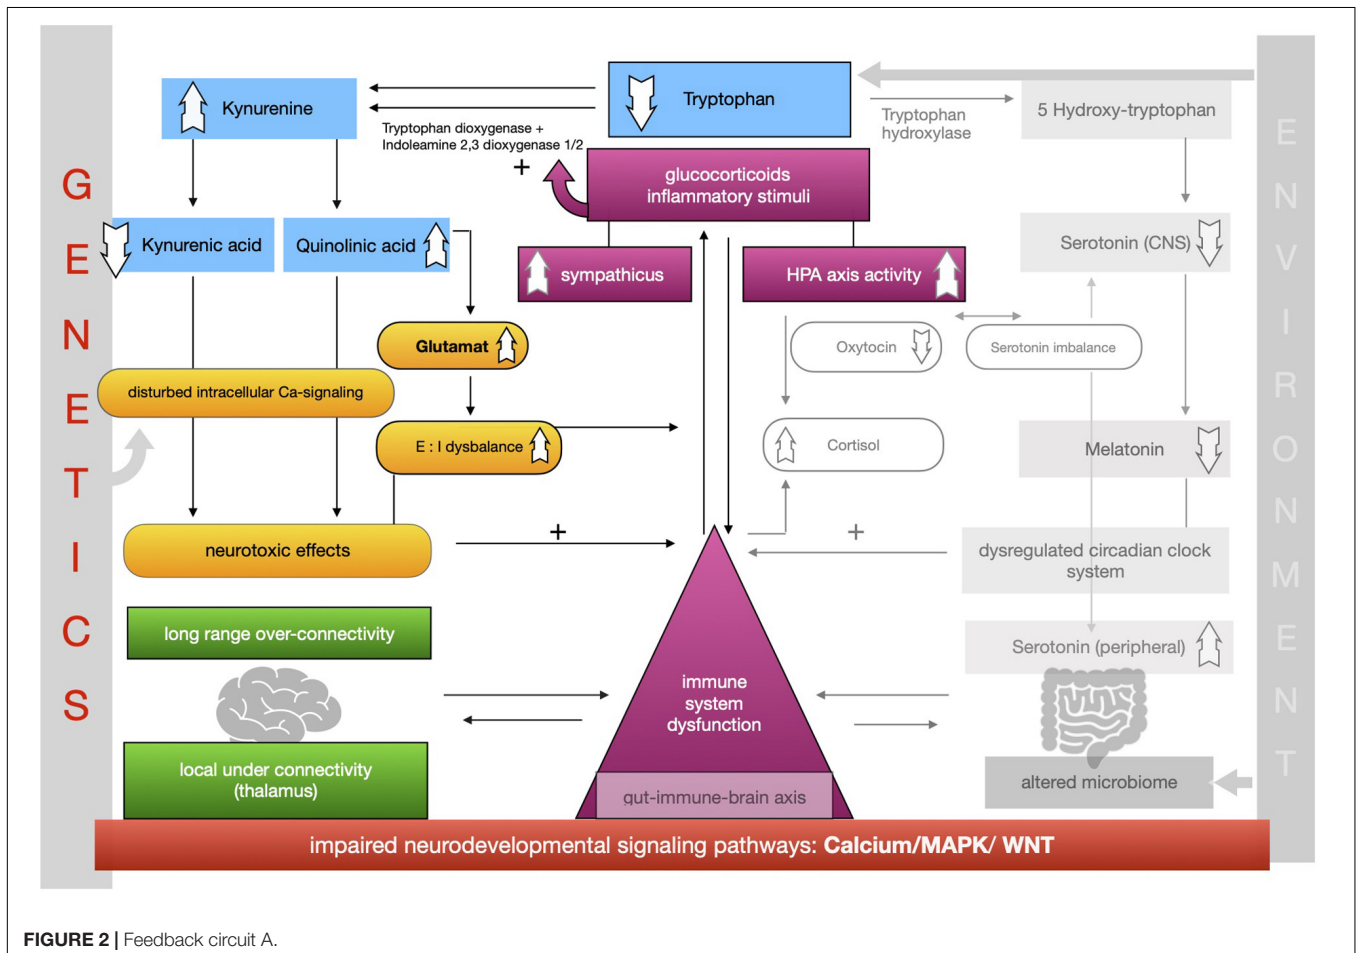 GENETICS
ENVIRONMENT
Kynurenine
Tryptophan
5 Hydroxy-tryptophan
Tryptophan
hydroxylase
Tryptophan dioxygenase +
Indoleamine 2,3 dioxygenase 1/2
+
glucocorticoids
inflammatory stimuli
Kynurenic acid
Quinolinic acid
sympathicus
HPA axis activity
Serotonin (CNS)
Glutamat
Oxytocin
Serotonin imbalance
disturbed intracellular Ca-signaling
E : I dysbalance
Cortisol
Melatonin
neurotoxic effects
+
+
dysregulated circadian clock
system
long range over-connectivity
Serotonin (peripheral)
immune
system
dysfunction
local under connectivity
(thalamus)
gut-immune-brain axis
altered microbiome
impaired neurodevelopmental signaling pathways: Calcium/MAPK/ WNT
FIGURE 2 | Feedback circuit A.